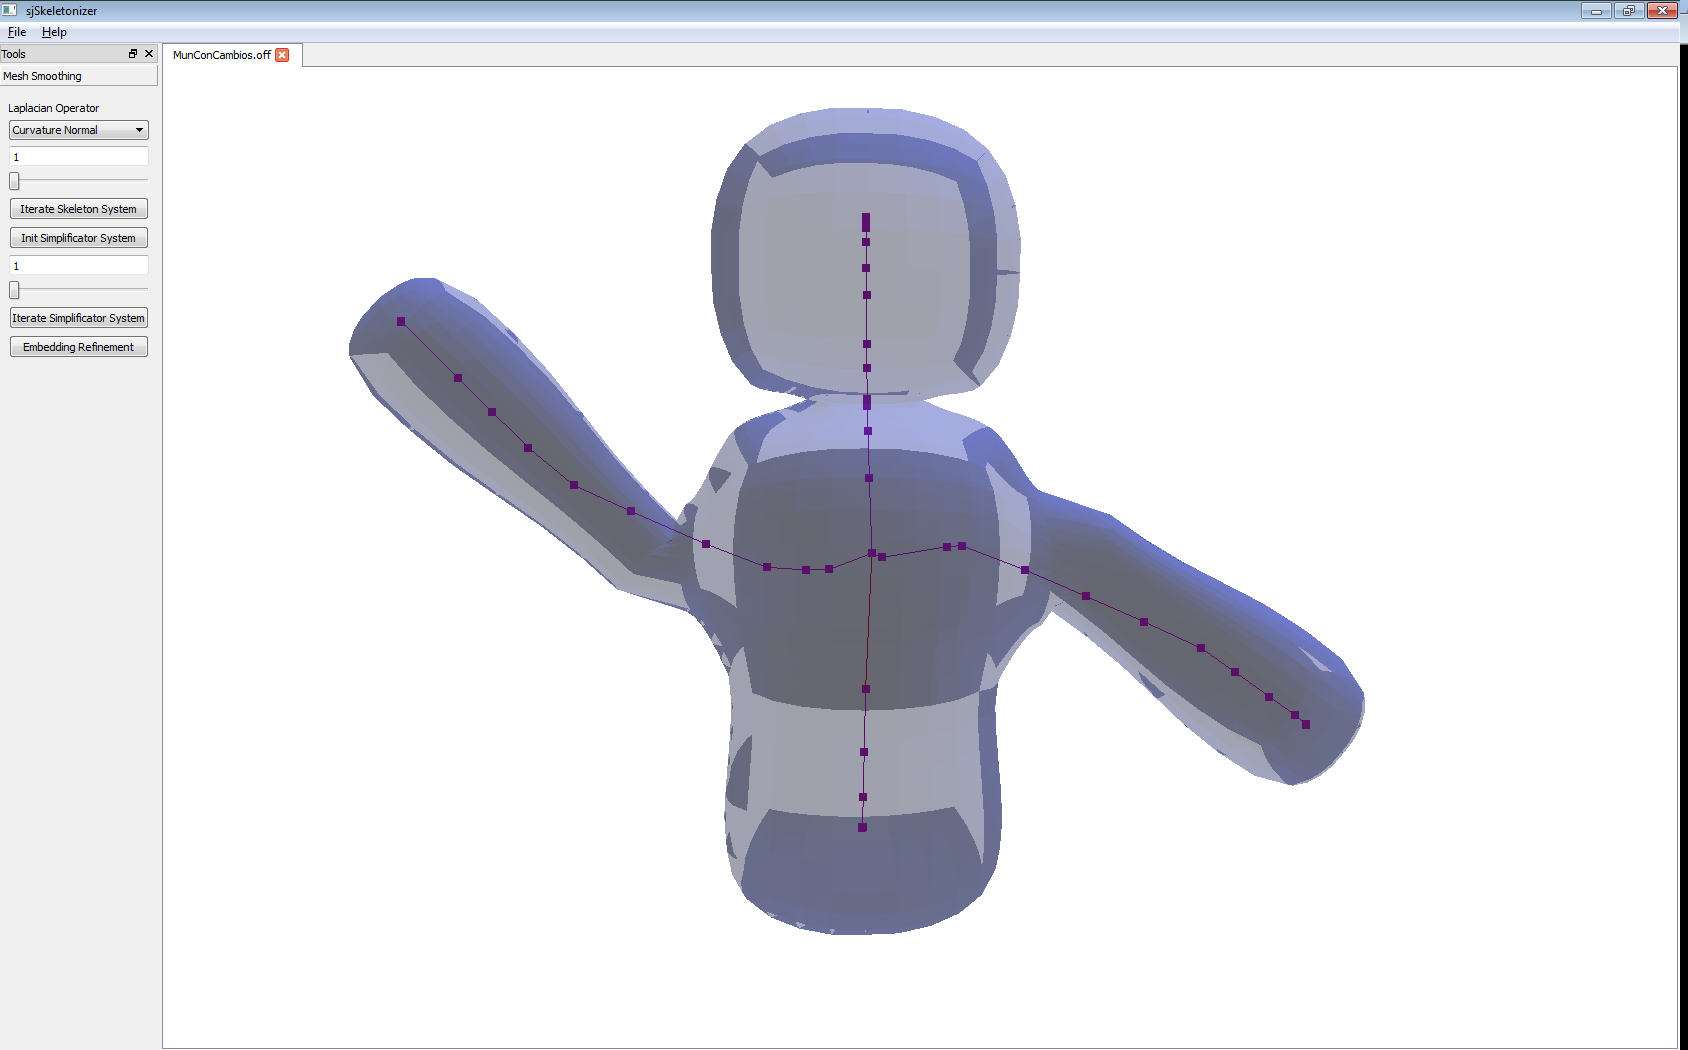 sjSkeletonizer
File Help
Tools
MunConCambios.off
Mesh Smoothing
Laplacian Operator
Curvature Normal
1
Iterate Skeleton System
Init Simplificator System
1
Iterate Simplificator System
Embedding Refinement